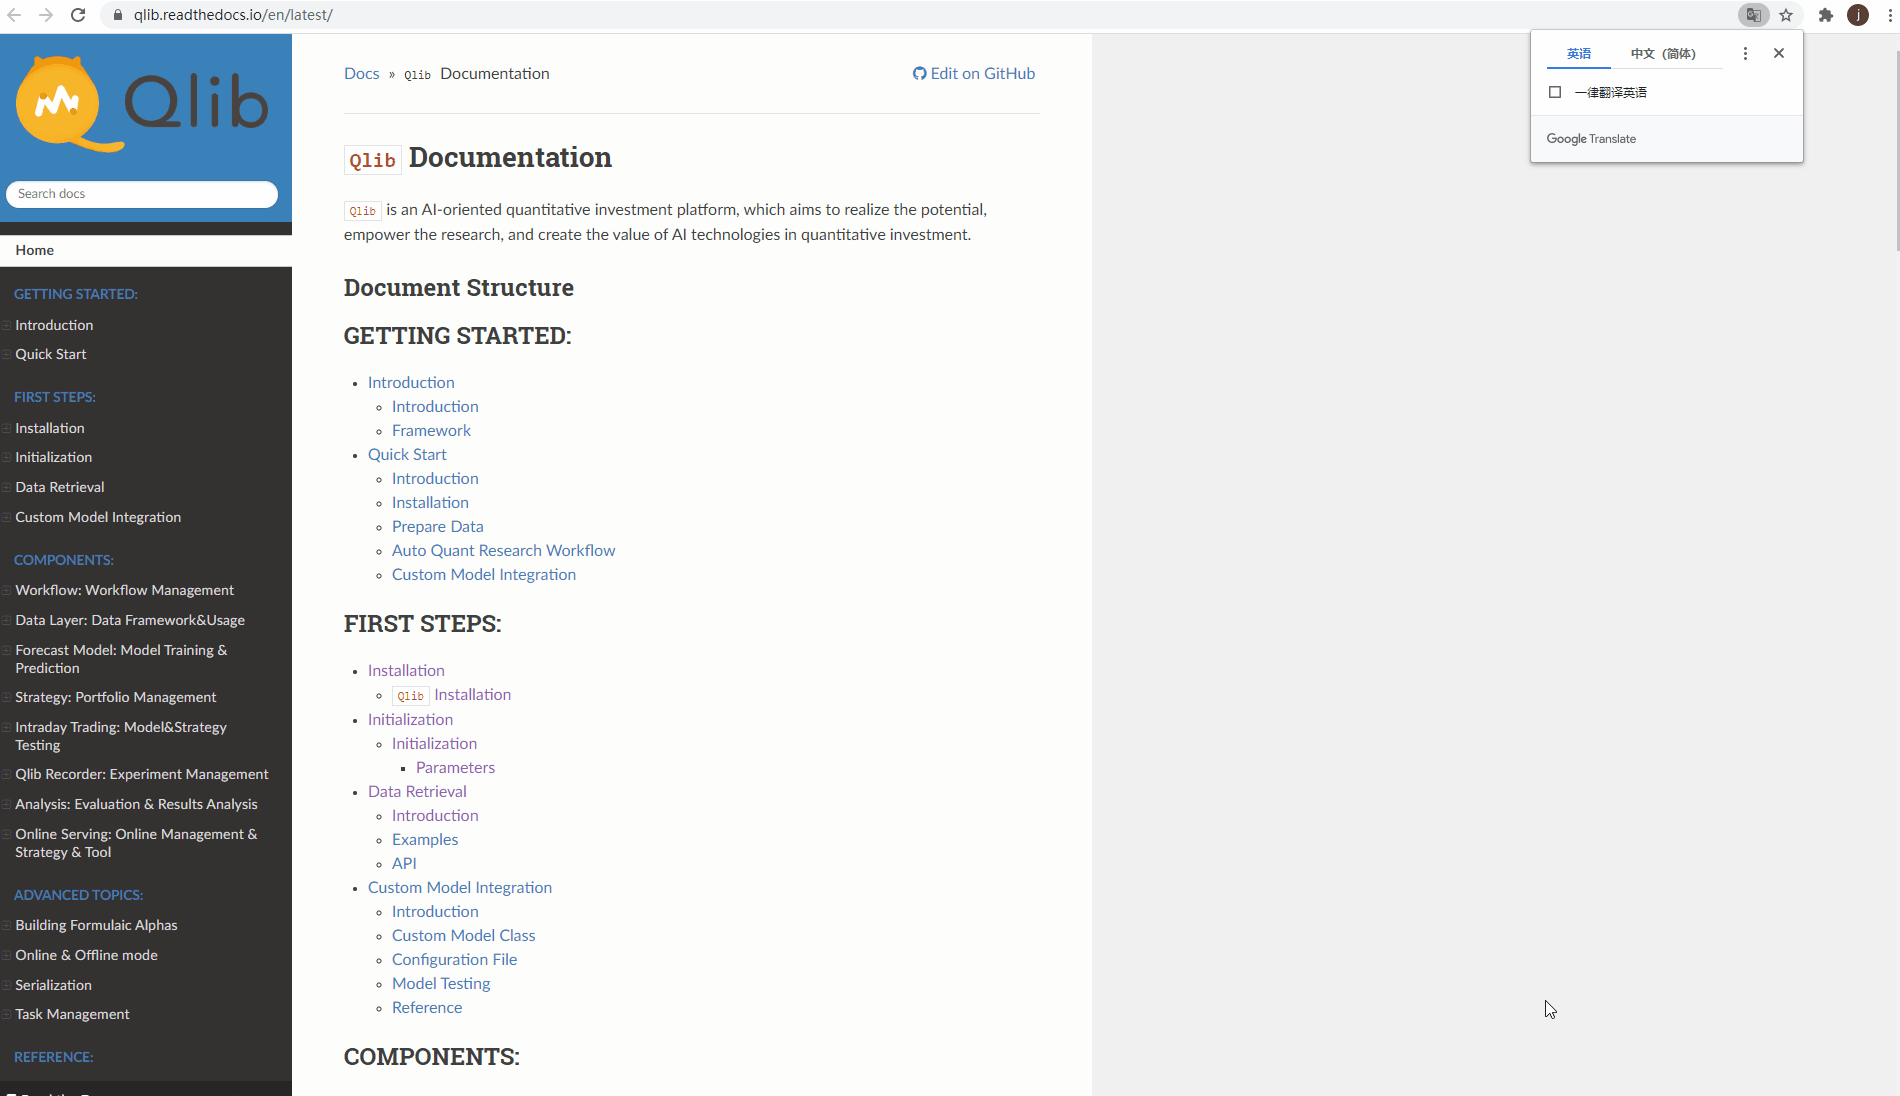 qlib.readthedocs.io/en/latest/
j
英语
中文（简体）
一律翻译英语
Google Translate
Qlib
Search docs
Home
GETTING STARTED:
Introduction
Quick Start
FIRST STEPS:
Installation
Initialization
Data Retrieval
Custom Model Integration
COMPONENTS:
Workflow: Workflow Management
Data Layer: Data Framework&Usage
Forecast Model: Model Training &
Prediction
Strategy: Portfolio Management
Intraday Trading: Model&Strategy
Testing
Qlib Recorder: Experiment Management
Analysis: Evaluation & Results Analysis
Online Serving: Online Management &
Strategy & Tool
ADVANCED TOPICS:
Building Formulaic Alphas
Online & Offline mode
Serialization
Task Management
REFERENCE:
Docs » Qlib Documentation
Edit on GitHub
Qlib Documentation
Qlib is an AI-oriented quantitative investment platform, which aims to realize the potential,
empower the research, and create the value of AI technologies in quantitative investment.
Document Structure
GETTING STARTED:
Introduction
Introduction
Framework
Quick Start
Introduction
Installation
Prepare Data
Auto Quant Research Workflow
Custom Model Integration
FIRST STEPS:
Installation
Qlib Installation
Initialization
Initialization
Parameters
Data Retrieval
Introduction
Examples
API
Custom Model Integration
Introduction
Custom Model Class
Configuration File
Model Testing
Reference
COMPONENTS: